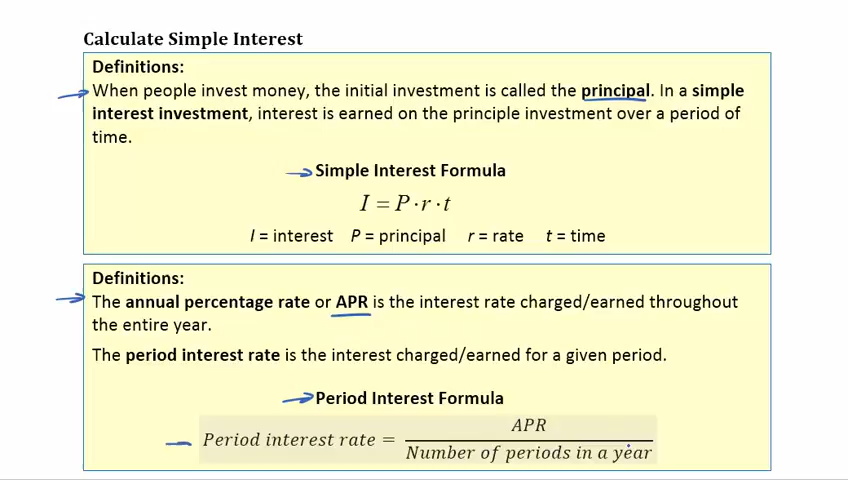 Calculate Simple Interest
Definitions:
When people invest money, the initial investment is called the principal. In a simple
interest investment, interest is earned on the principle investment over a period of
time.
Simple Interest Formula
I = P · r · t
I = interest P = principal r = rate t = time
Definitions:
The annual percentage rate or APR is the interest rate charged/earned throughout
the entire year.
The period interest rate is the interest charged/earned for a given period.
Period Interest Formula
APR
Period interest rate =
Number of periods in a year